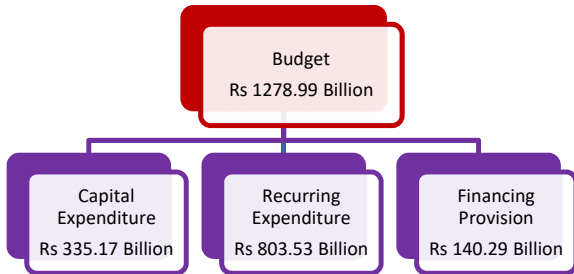 Budget
Rs 1278.99 Billion
Capital
Expenditure
Rs 335.17 Billion
Recurring
Expenditure
Rs 803.53 Billion
Financing
Provision
Rs 140.29 Billion